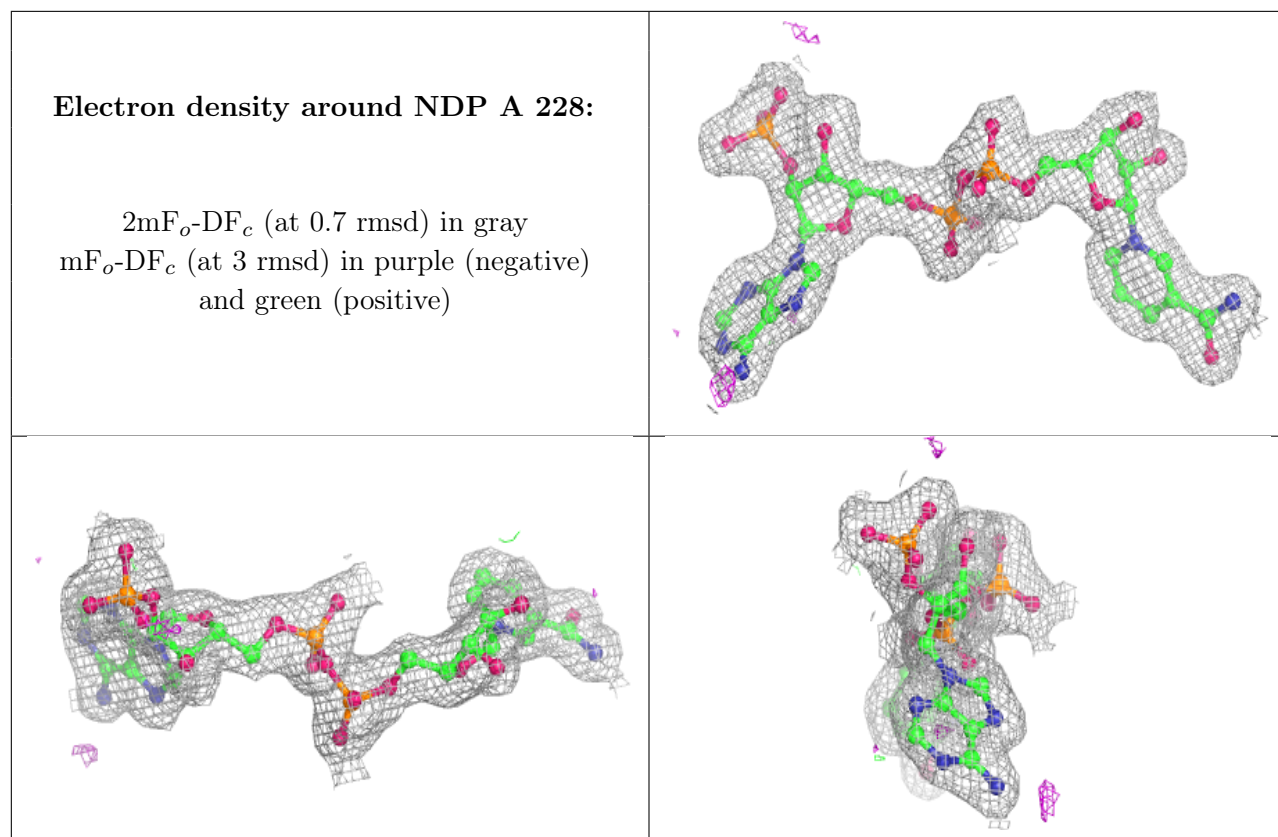 Electron density around NDP A 228:
2mFo-DFc (at 0.7 rmsd) in gray
mFo-DFc (at 3 rmsd) in purple (negative)
and green (positive)